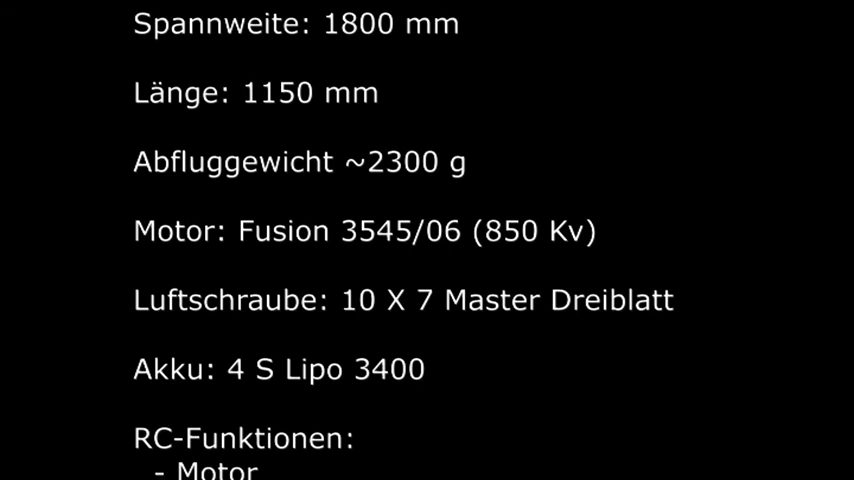 Spannweite: 1800 mm
Länge: 1150 mm
Abfluggewicht ~2300 g
Motor: Fusion 3545/06 (850 Kv)
Luftschraube: 10 X 7 Master Dreiblatt
Akku: 4 S Lipo 3400
RC-Funktionen:
- Motor